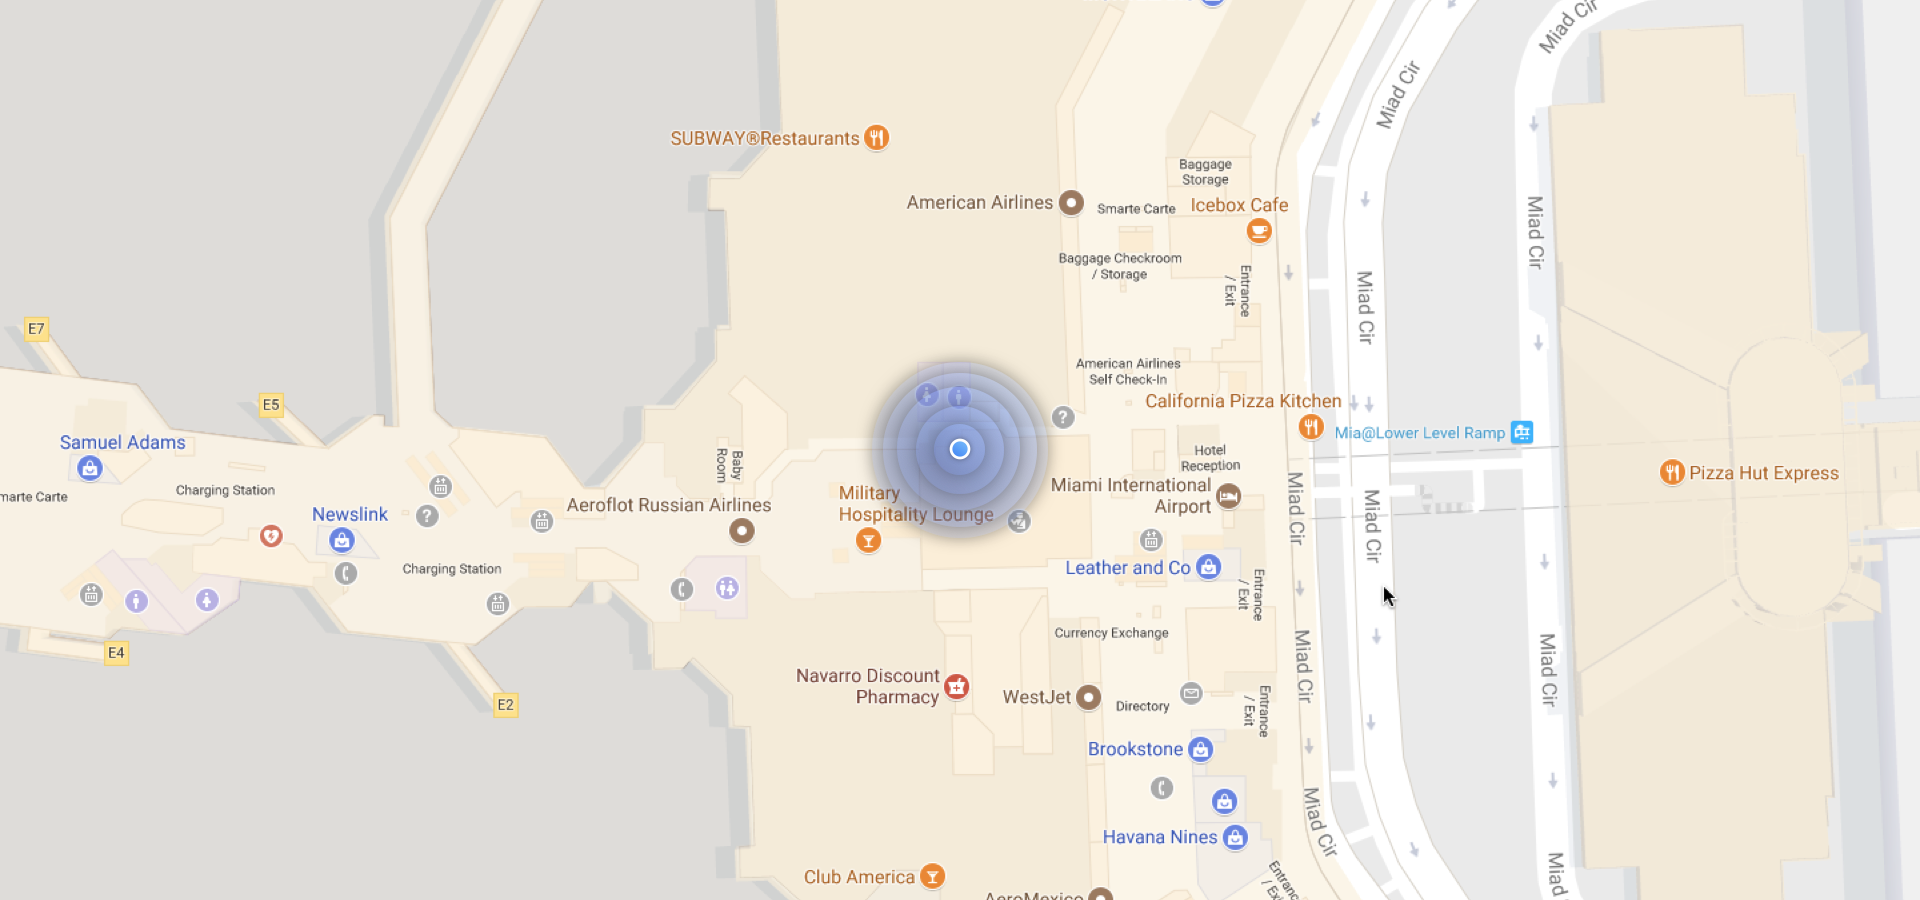 Miad Cir
Miad Cir
SUBWAY®Restaurants
Baggage
Storage
American Airlines
Smarte Carte
Icebox Cafe
Miad Cir
Baggage Checkroom
/ Storage
Entrance
/ Exit
Miad Cir
E7
American Airlines
Self Check-In
E5
California Pizza Kitchen
Samuel Adams
Mia@Lower Level Ramp
Baby
Room
Hotel
Reception
Pizza Hut Express
Charging Station
marte Carte
Miami International
Airport
Military
Hospitality Lounge
Aeroflot Russian Airlines
Newslink
Miad Cir
Miad Cir
Charging Station
Leather and Co
Entrance
/ Exit
Currency Exchange
E4
Miad Cir
Miad Cir
Navarro Discount
Pharmacy
WestJet
Directory
Entrance
/ Exit
E2
Brookstone
Miad Cir
Havana Nines
Club America
AeroMexico
Miad